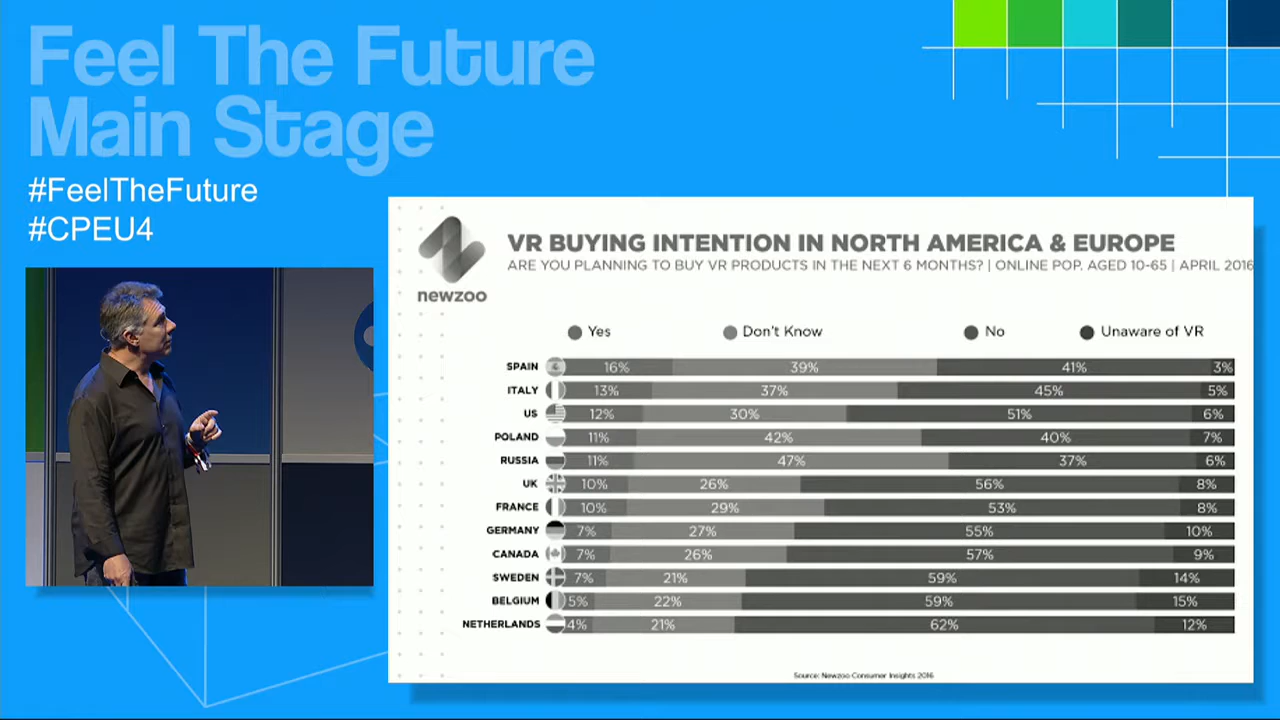 Feel The Future
Main Stage
#FeelTheFuture
#CPEU4
newzoo
VR BUYING INTENTION IN NORTH AMERICA & EUROPE
ARE YOU PLANNING TO BUY VR PRODUCTS IN THE NEXT 6 MONTHS? | ONLINE POP. AGED 10-65 | APRIL 2016
Yes Don't Know No Unaware of VR
SPAIN 16% 39% 41% 3%
ITALY 13% 37% 45% 5%
US 12% 30% 51% 6%
POLAND 11% 42% 40% 7%
RUSSIA 11% 47% 37% 6%
UK 10% 26% 56% 8%
FRANCE 10% 29% 53% 8%
GERMANY 7% 27% 55% 10%
CANADA 7% 26% 57% 9%
SWEDEN 7% 21% 59% 14%
BELGIUM 5% 22% 59% 15%
NETHERLANDS 4% 21% 62% 12%
Source: Newzoo Consumer Insights 2016